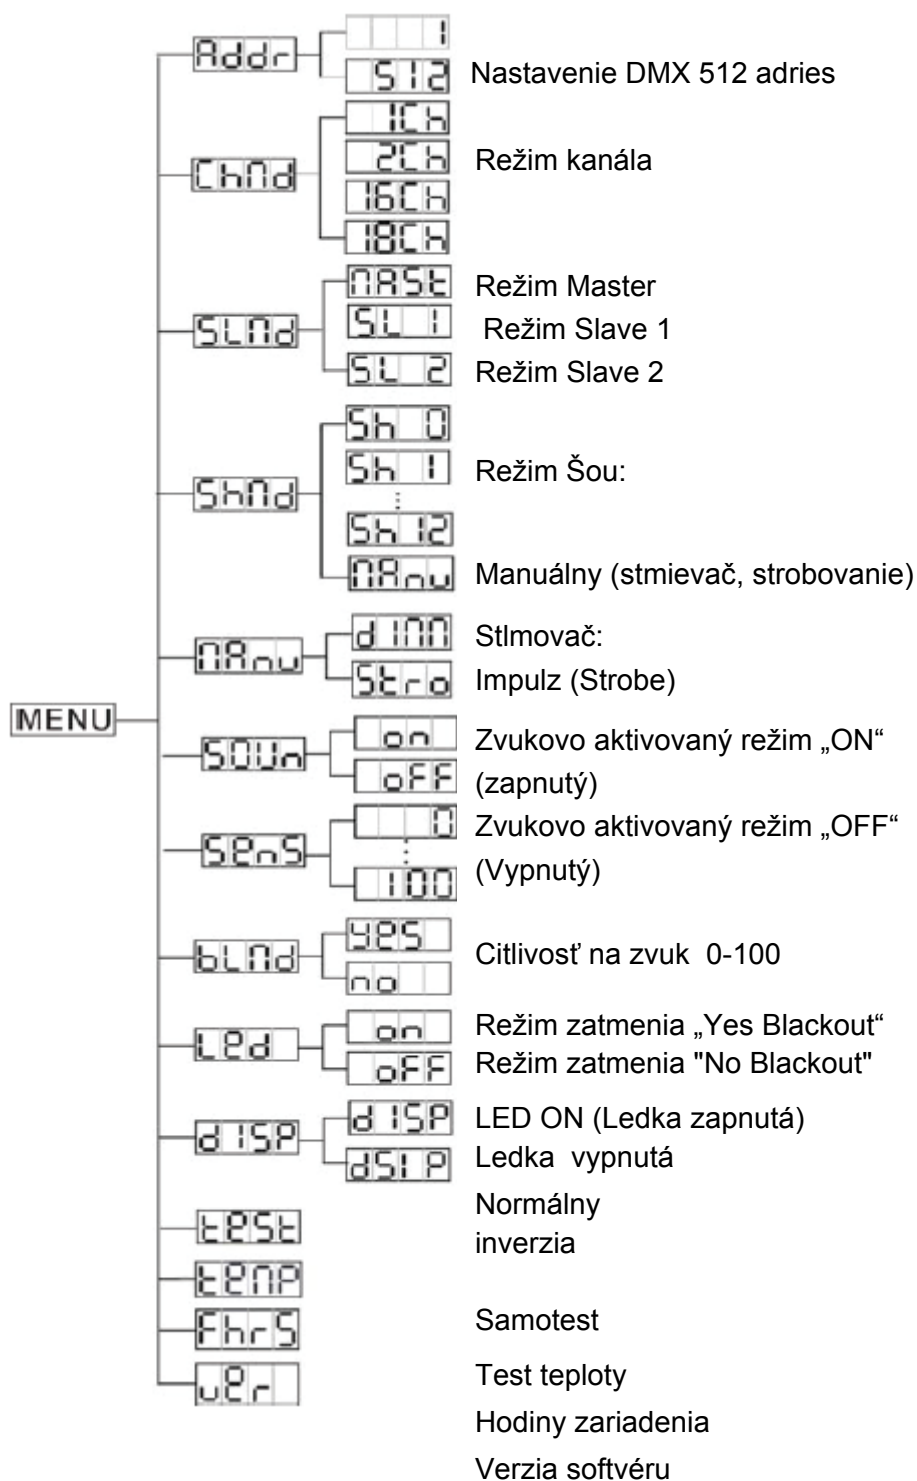 1
Addr
512 Nastavenie DMX 512 adries
1Ch
2Ch Režim kanála
ChMd
16Ch
18Ch
MASt Režim Master
SL 1 Režim Slave 1
SLMd
SL 2 Režim Slave 2
Sh 0
Sh 1 Režim Šou:
ShMd
Sh 12
MAnu Manuálny (stmievač, strobovanie)
dIMM Stlmovač:
MAnu
Stro Impulz (Strobe)
MENU
on Zvukovo aktivovaný režim „ON“
SOUn
oFF (zapnutý)
0 Zvukovo aktivovaný režim „OFF“
SenS
100 (Vypnutý)
yeS
bLMd Citlivosť na zvuk 0-100
no
on Režim zatmenia „Yes Blackout“
Led
oFF Režim zatmenia "No Blackout"
dISP LED ON (Ledka zapnutá)
dISP
dSI P Ledka vypnutá
Normálny
teSt
inverzia
teMP
FhrS Samotest
ver Test teploty
Hodiny zariadenia
Verzia softvéru